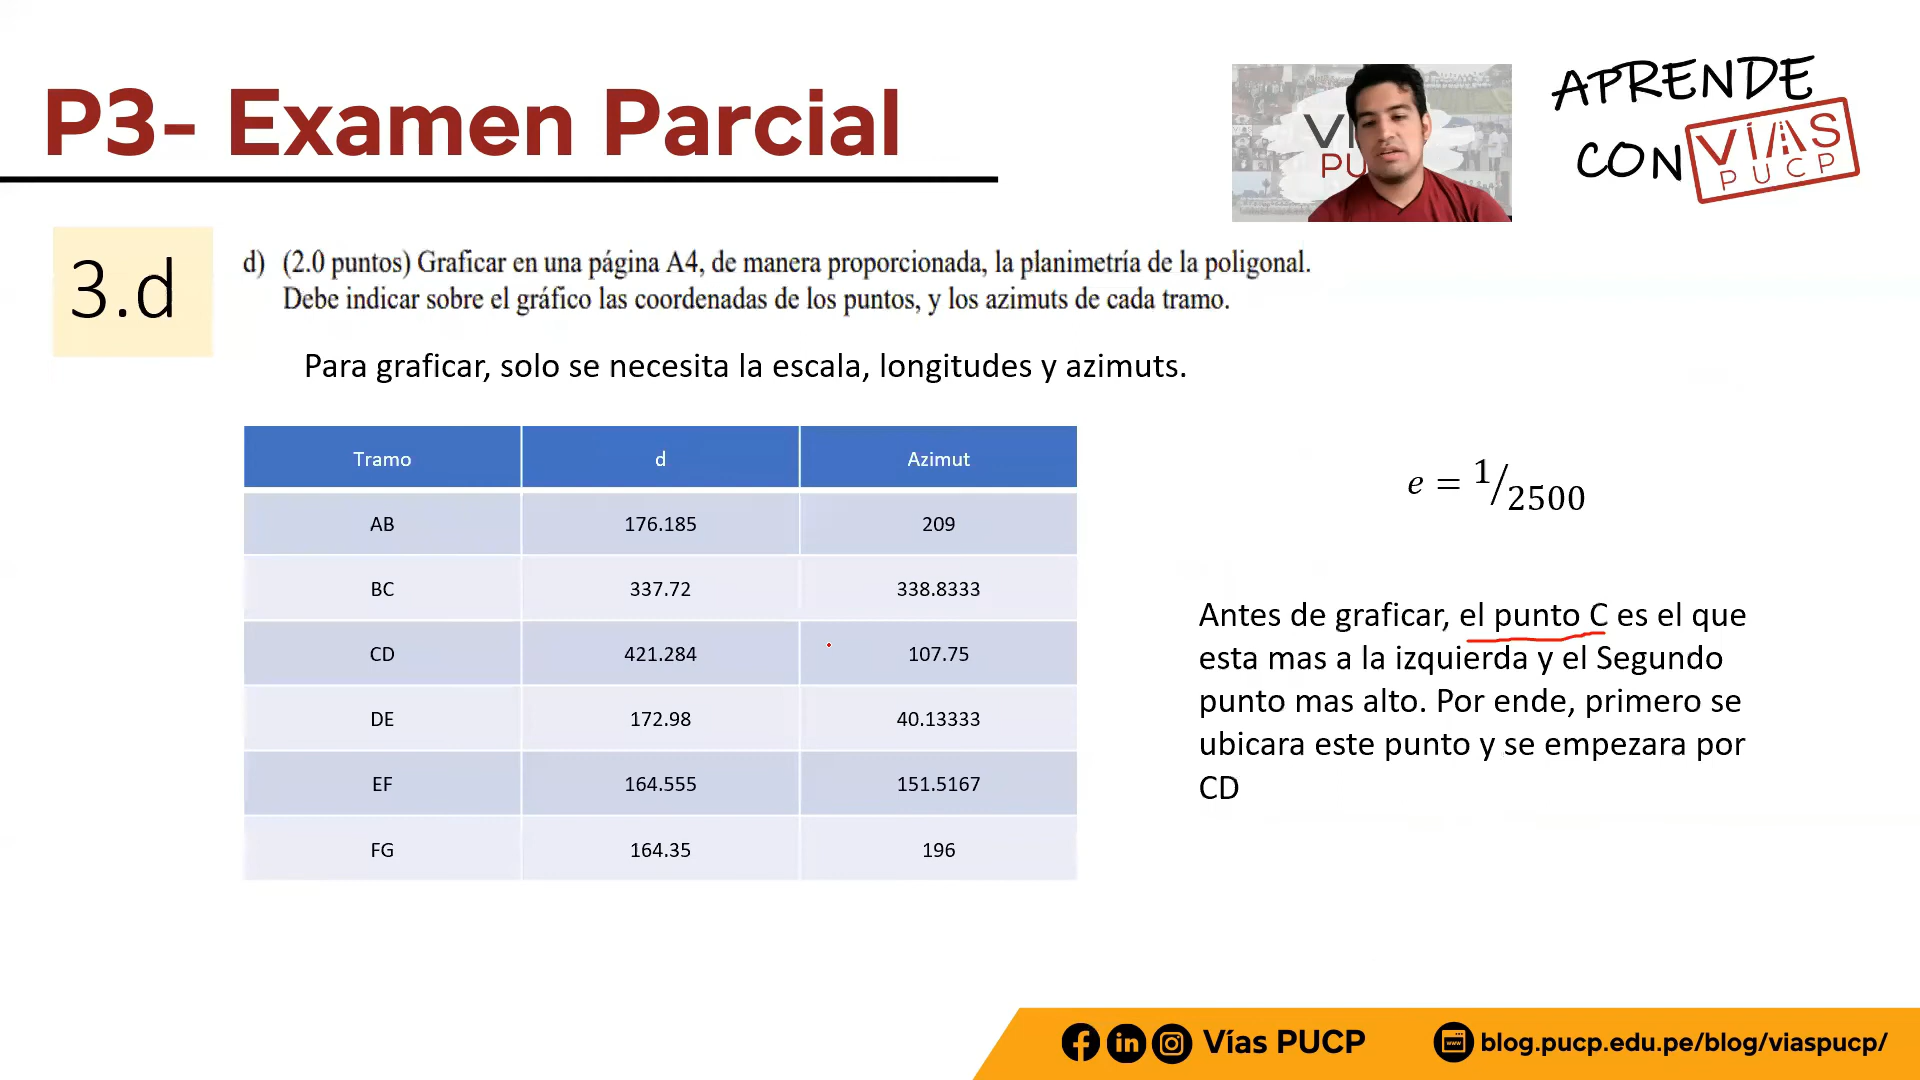 P3- Examen Parcial
VÍ
PU
APRENDE
CON VÍAS
PUCP
3.d
d) (2.0 puntos) Graficar en una página A4, de manera proporcionada, la planimetría de la poligonal.
Debe indicar sobre el gráfico las coordenadas de los puntos, y los azimuts de cada tramo.
Para graficar, solo se necesita la escala, longitudes y azimuts.
Tramo d Azimut
AB 176.185 209
BC 337.72 338.8333
CD 421.284 107.75
DE 172.98 40.13333
EF 164.555 151.5167
FG 164.35 196
e = 1/2500
Antes de graficar, el punto C es el que
esta mas a la izquierda y el Segundo
punto mas alto. Por ende, primero se
ubicara este punto y se empezara por
CD
Vías PUCP
www
blog.pucp.edu.pe/blog/viaspucp/